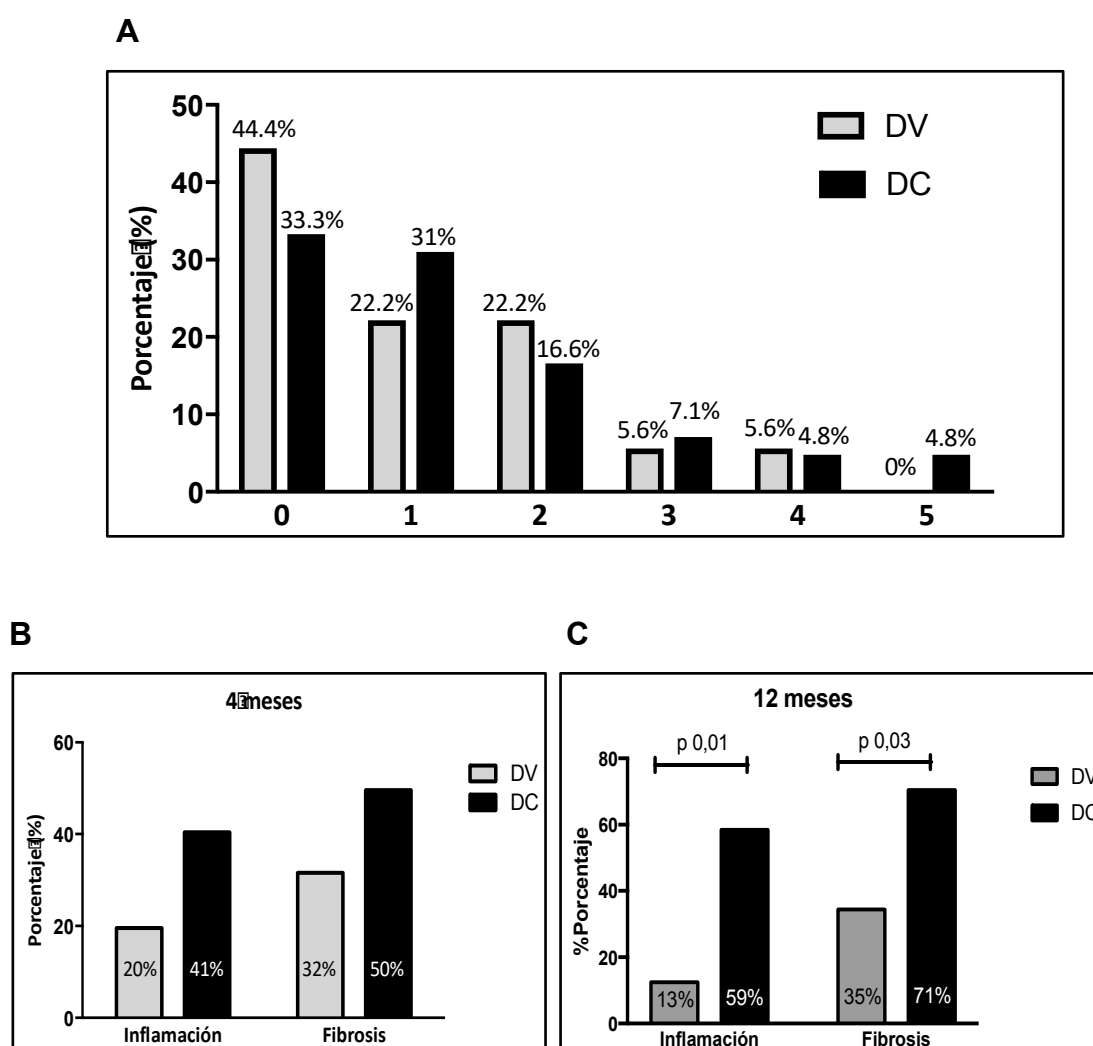 A
50
40
30
20
10
0
Porcentaje (%)
44.4%
33.3%
22.2%
31%
22.2%
16.6%
5.6%
7.1%
5.6%
4.8%
0%
4.8%
DV
DC
0 1 2 3 4 5
B
4 meses
60
40
20
0
Porcentaje (%)
20%
41%
32%
50%
DV
DC
Inflamación Fibrosis
C
12 meses
p 0,01
p 0,03
80
60
40
20
0
%Porcentaje
13%
59%
35%
71%
DV
DC
Inflamación Fibrosis